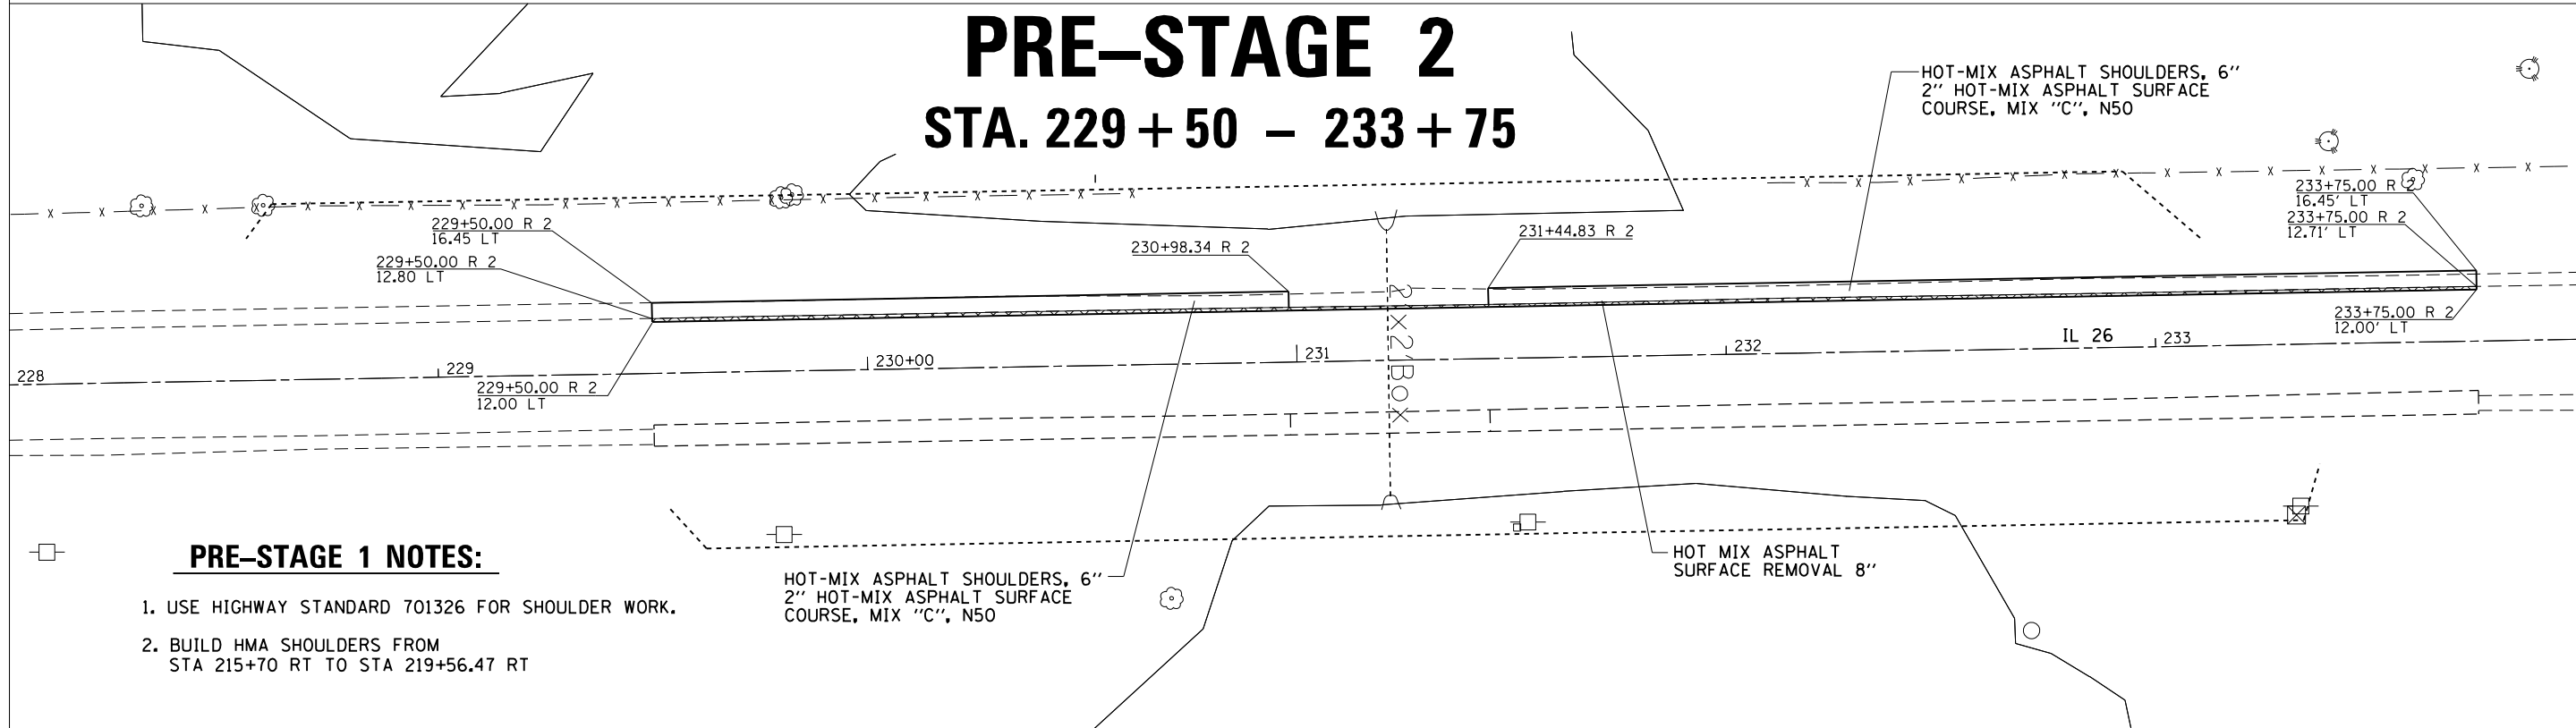 PRE–STAGE 2
STA. 229+50 – 233+75
HOT-MIX ASPHALT SHOULDERS, 6"
2" HOT-MIX ASPHALT SURFACE
COURSE, MIX "C", N50
229+50.00 R 2
16.45 LT
229+50.00 R 2
12.80 LT
230+98.34 R 2
231+44.83 R 2
233+75.00 R 2
16.45' LT
233+75.00 R 2
12.71' LT
233+75.00 R 2
12.00' LT
2'X2'BOX
IL 26
228
229
230+00
231
232
233
229+50.00 R 2
12.00 LT
PRE–STAGE 1 NOTES:
1. USE HIGHWAY STANDARD 701326 FOR SHOULDER WORK.
2. BUILD HMA SHOULDERS FROM
STA 215+70 RT TO STA 219+56.47 RT
HOT-MIX ASPHALT SHOULDERS, 6"
2" HOT-MIX ASPHALT SURFACE
COURSE, MIX "C", N50
HOT MIX ASPHALT
SURFACE REMOVAL 8"